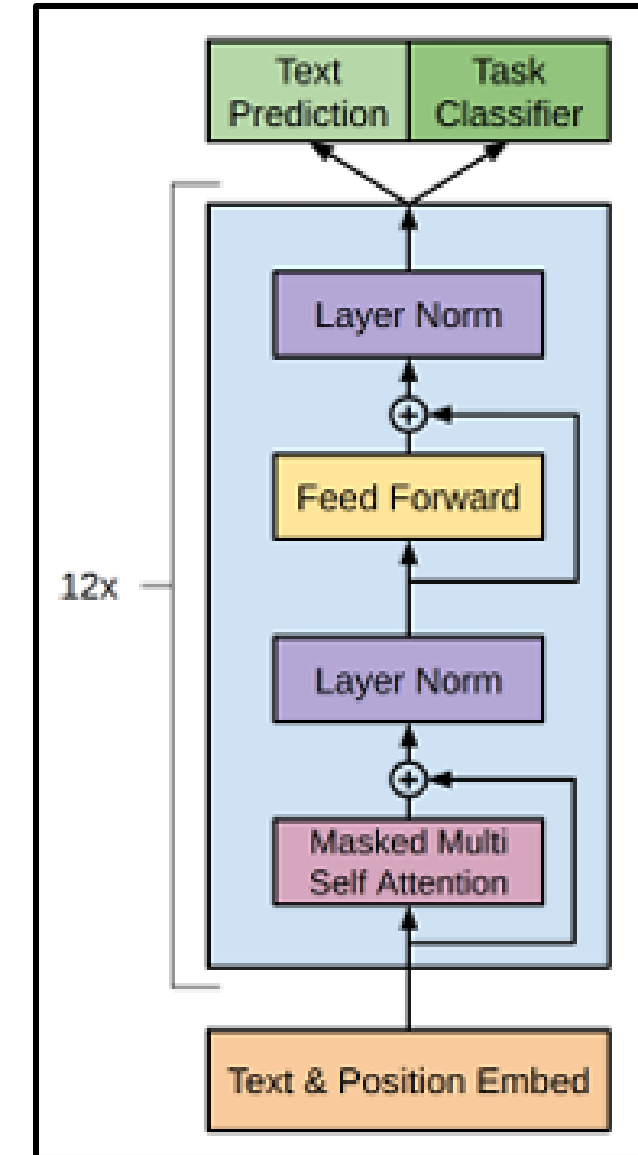 Text
Prediction
Task
Classifier
Layer Norm
Feed Forward
12x
Layer Norm
Masked Multi
Self Attention
Text & Position Embed